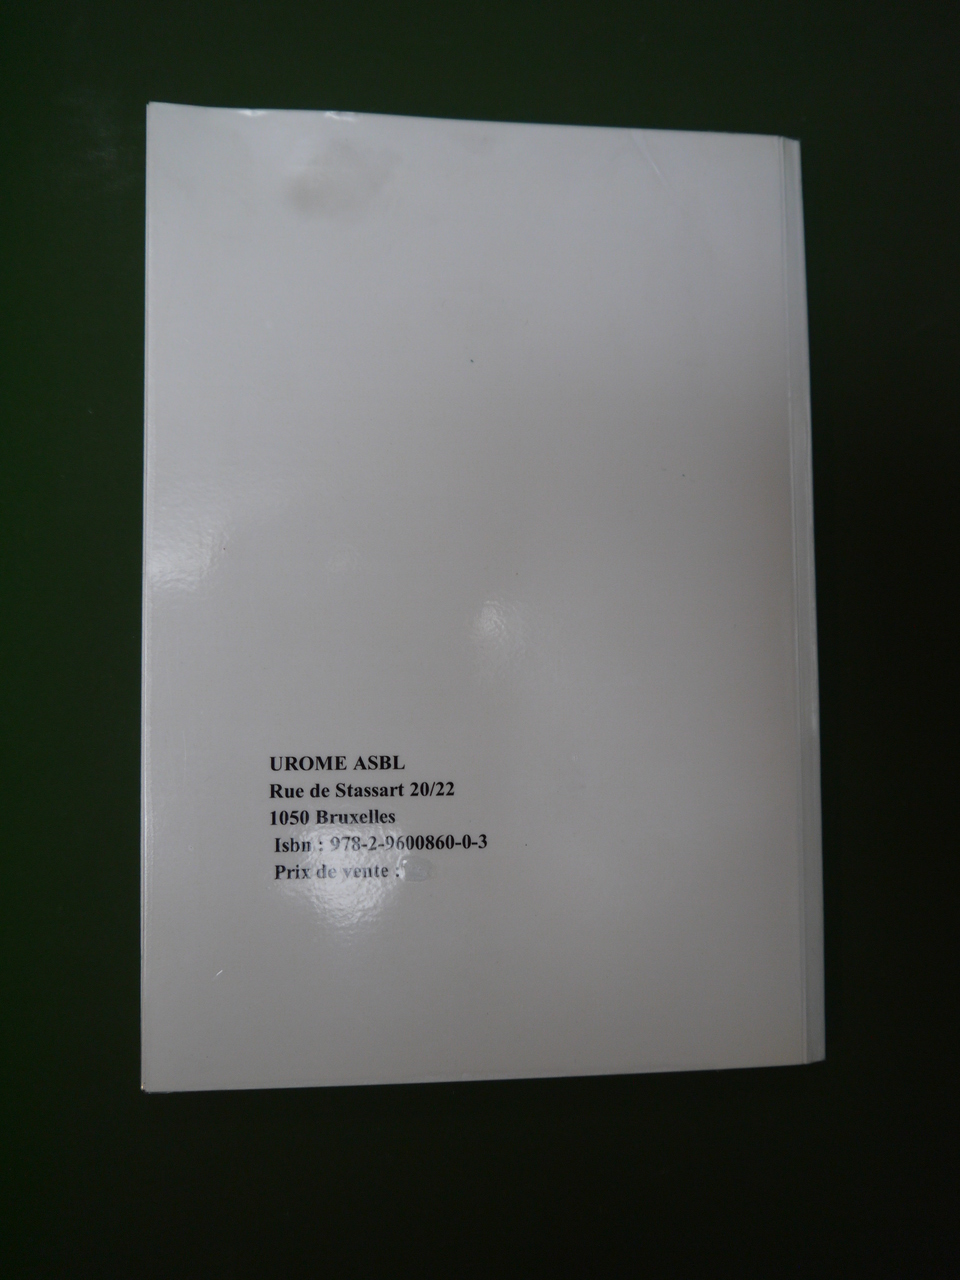 UROME ASBL
Rue de Stassart 20/22
1050 Bruxelles
Isbn : 978-2-9600860-0-3
Prix de vente :